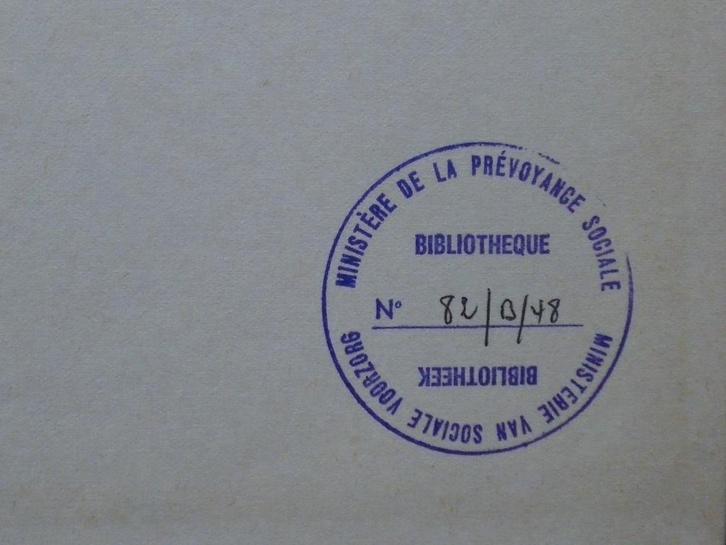 MINISTÈRE DE LA PRÉVOYANCE SOCIALE
BIBLIOTHEQUE
N° 82/B/48
BIBLIOTHEEK
MINISTERIE VAN SOCIALE VOORZORG